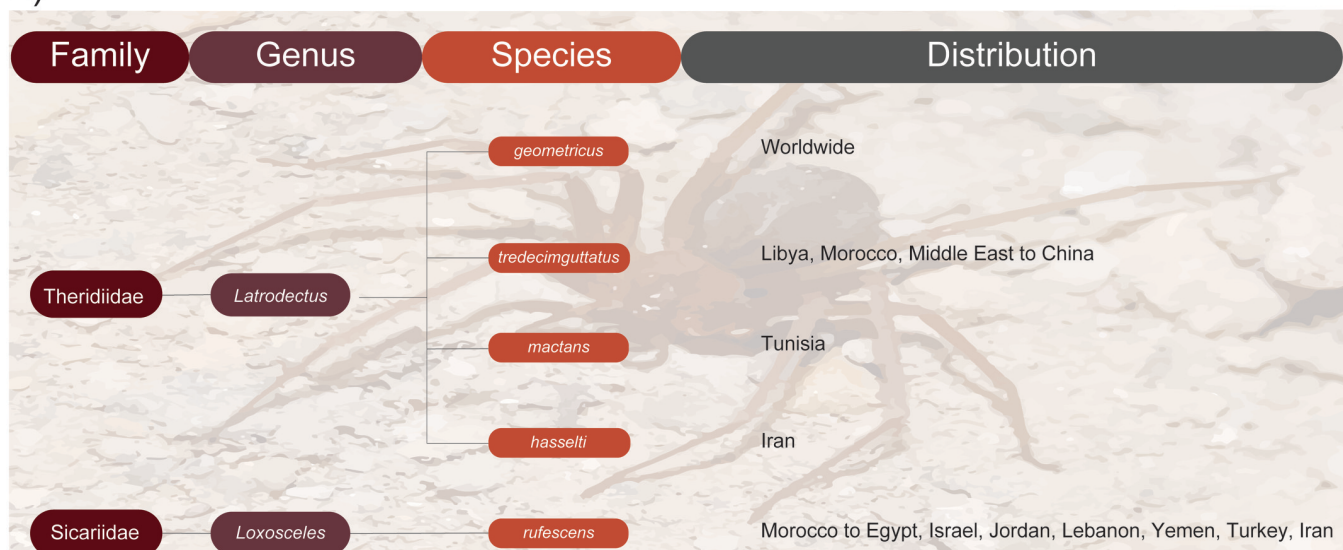 Family Genus Species Distribution
geometricus Worldwide
tredecimguttatus Libya, Morocco, Middle East to China
Theridiidae Latrodectus
mactans Tunisia
hasselti Iran
Sicariidae Loxosceles rufescens Morocco to Egypt, Israel, Jordan, Lebanon, Yemen, Turkey, Iran